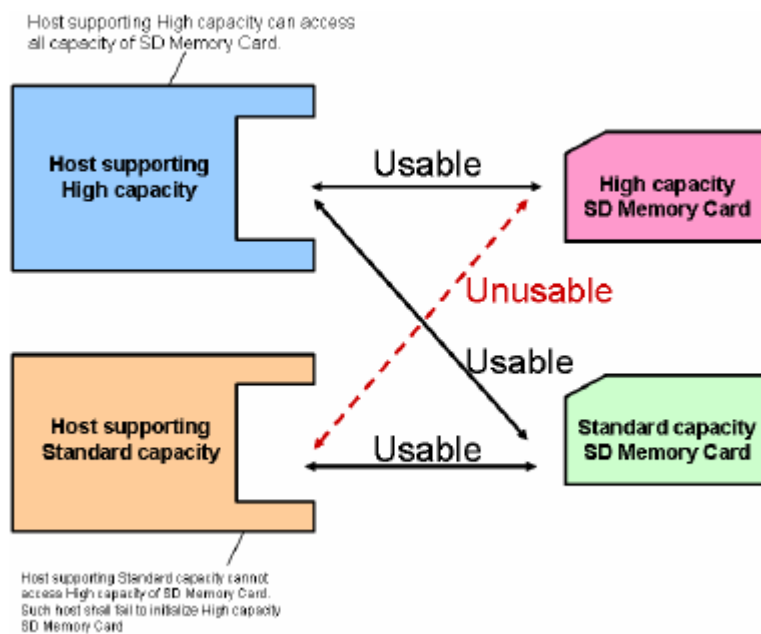 Host supporting High capacity can access
all capacity of SD Memory Card.
Host supporting
High capacity
Usable
High capacity
SD Memory Card
Unusable
Usable
Host supporting
Standard capacity
Usable
Standard capacity
SD Memory Card
Host supporting Standard capacity cannot
access High capacity of SD Memory Card.
Such host shall fail to initialize High capacity
SD Memory Card